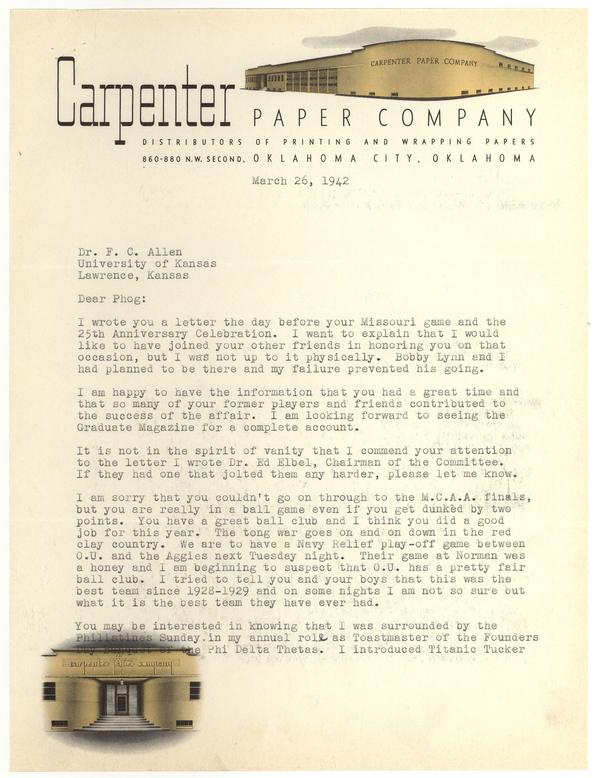 CARPENTER PAPER COMPANY
Carpenter PAPER COMPANY
DISTRIBUTORS OF PRINTING AND WRAPPING PAPERS
860-880 N.W. SECOND, OKLAHOMA CITY, OKLAHOMA
March 26, 1942
Dr. F. C. Allen
University of Kansas
Lawrence, Kansas
Dear Phog:
I wrote you a letter the day before your Missouri game and the
25th Anniversary Celebration. I want to explain that I would
like to have joined your other friends in honoring you on that
occasion, but I was not up to it physically. Bobby Lynn and I
had planned to be there and my failure prevented his going.
I am happy to have the information that you had a great time and
that so many of your former players and friends contributed to
the success of the affair. I am looking forward to seeing the
Graduate Magazine for a complete account.
It is not in the spirit of vanity that I commend your attention
to the letter I wrote Dr. Ed Elbel, Chairman of the Committee.
If they had one that jolted them any harder, please let me know.
I am sorry that you couldn't go on through to the M.C.A.A. finals,
but you are really in a ball game even if you get dunked by two
points. You have a great ball club and I think you did a good
job for this year. The tong war goes on and on down in the red
clay country. We are to have a Navy Relief play-off game between
O.U. and the Aggies next Tuesday night. Their game at Norman was
a honey and I am beginning to suspect that O.U. has a pretty fair
ball club. I tried to tell you and your boys that this was the
best team since 1928-1929 and on some nights I am not so sure but
what it is the best team they have ever had.
You may be interested in knowing that I was surrounded by the
Philistines Sunday in my annual role as Toastmaster of the Founders
Day Banquet of the Phi Delta Thetas. I introduced Titanic Tucker
Carpenter Paper Company